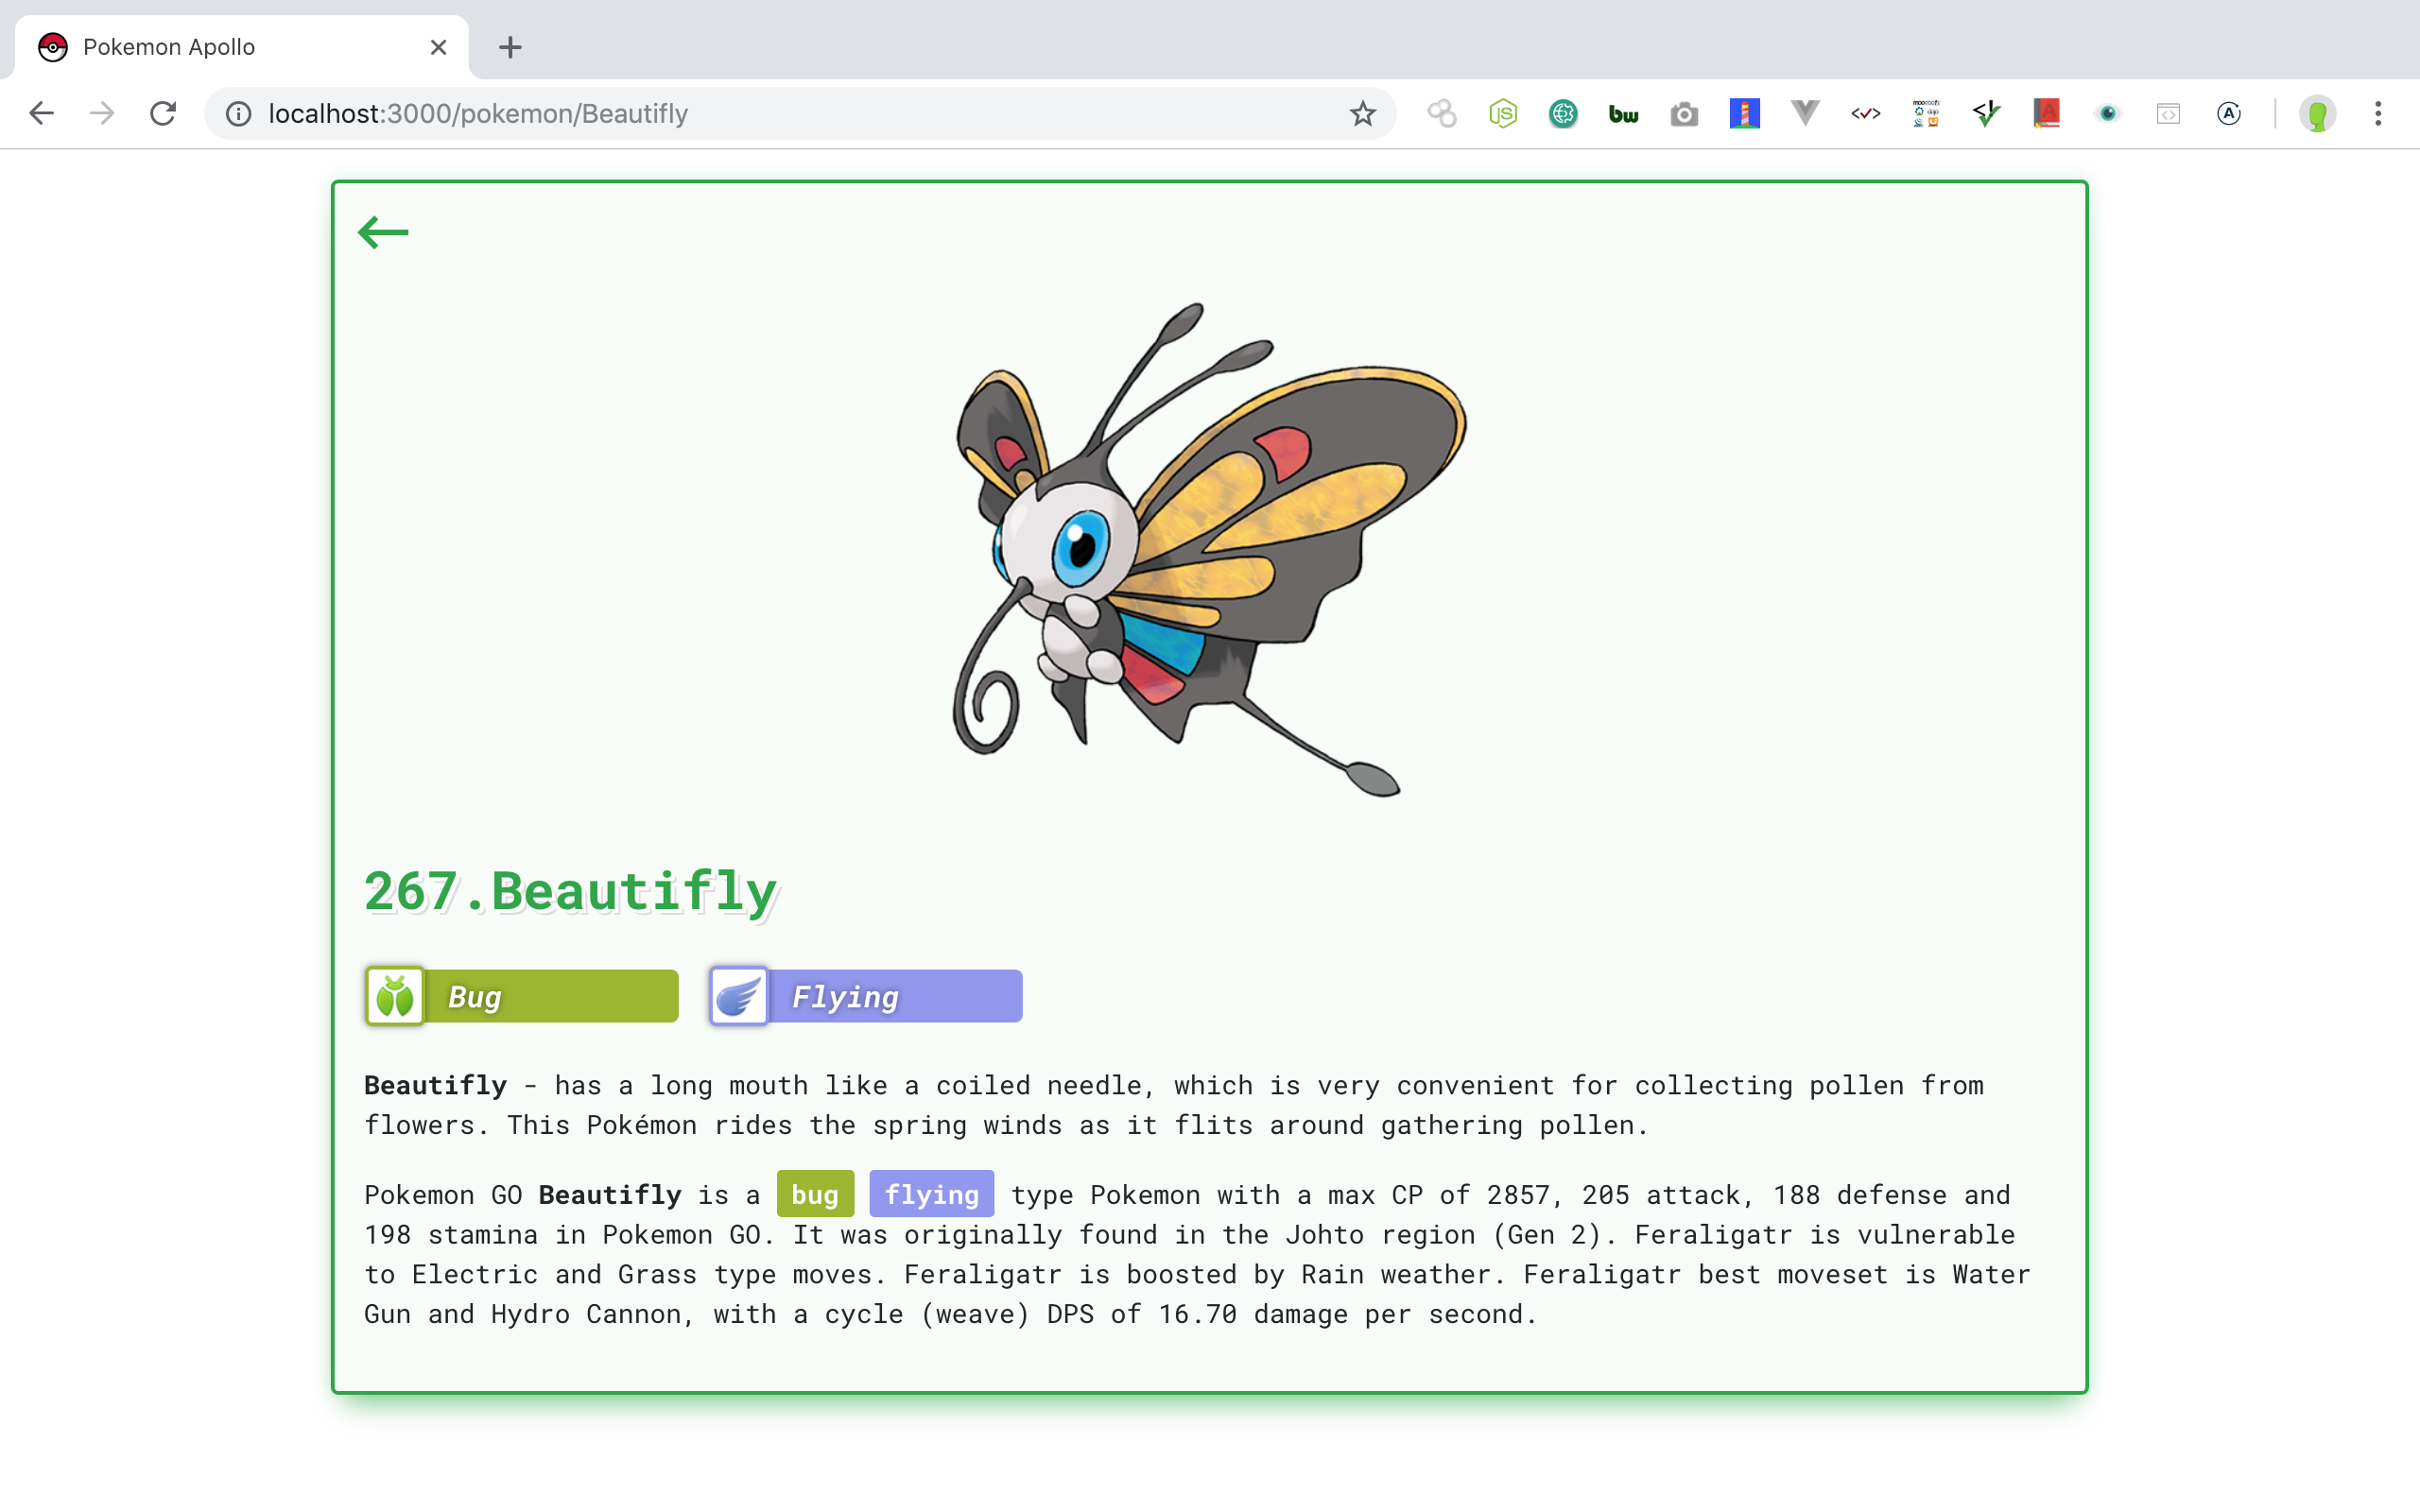 Pokemon Apollo
localhost:3000/pokemon/Beautifly
JS
bw
A
267.Beautifly
Bug
Flying
Beautifly - has a long mouth like a coiled needle, which is very convenient for collecting pollen from
flowers. This Pokémon rides the spring winds as it flits around gathering pollen.
Pokemon GO Beautifly is a bug flying type Pokemon with a max CP of 2857, 205 attack, 188 defense and
198 stamina in Pokemon GO. It was originally found in the Johto region (Gen 2). Feraligatr is vulnerable
to Electric and Grass type moves. Feraligatr is boosted by Rain weather. Feraligatr best moveset is Water
Gun and Hydro Cannon, with a cycle (weave) DPS of 16.70 damage per second.